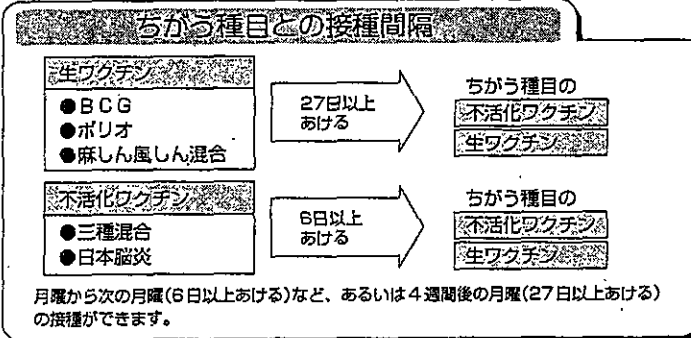 ちがう種目との接種間隔
生ワクチン
●BCG
●ポリオ
●麻しん風しん混合
27日以上
あける
ちがう種目の
不活化ワクチン
生ワクチン
不活化ワクチン
●三種混合
●日本脳炎
6日以上
あける
ちがう種目の
不活化ワクチン
生ワクチン
月曜から次の月曜(6日以上あける)など、あるいは4週間後の月曜(27日以上あける)
の接種ができます。